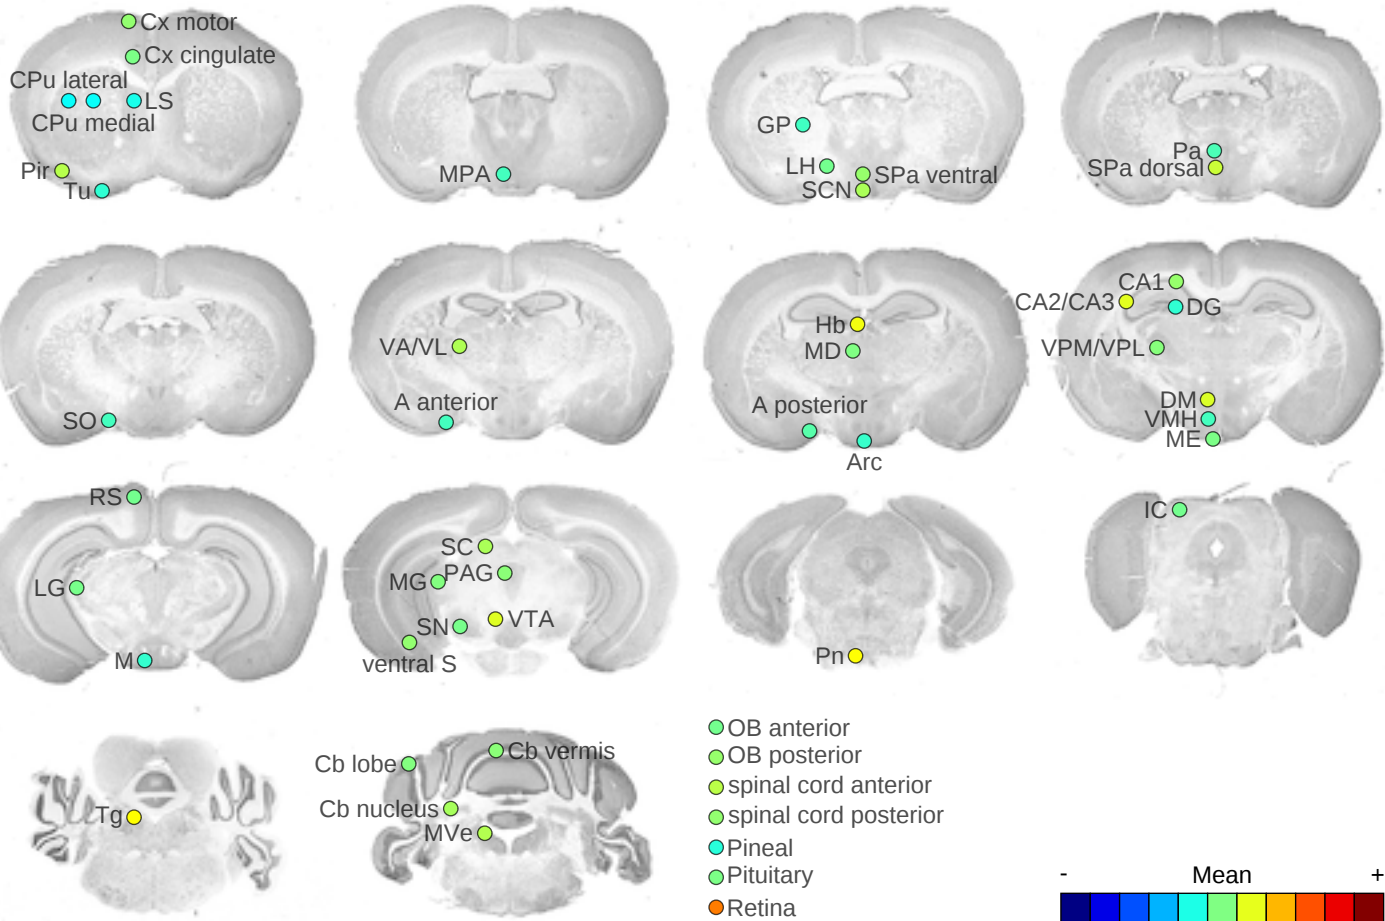 Cx motor
Cx cingulate
CPu lateral
LS
CPu medial
Pir
Tu
MPA
GP
LH
SPa ventral
SCN
Pa
SPa dorsal
SO
VA/VL
A anterior
Hb
MD
A posterior
Arc
CA1
CA2/CA3
DG
VPM/VPL
DM
VMH
ME
RS
LG
M
SC
MG
PAG
SN
VTA
ventral S
Pn
IC
Tg
Cb lobe
Cb vermis
Cb nucleus
MVe
OB anterior
OB posterior
spinal cord anterior
spinal cord posterior
Pineal
Pituitary
Retina
- Mean +